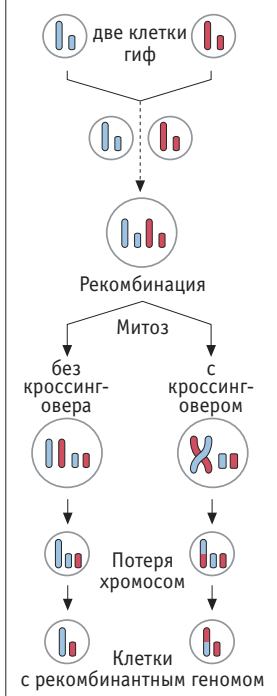 две клетки
гиф
Рекомбинация
Митоз
без
кроссинг-
овера
с
кроссинг-
овером
Потеря
хромосом
Клетки
с рекомбинантным геномом